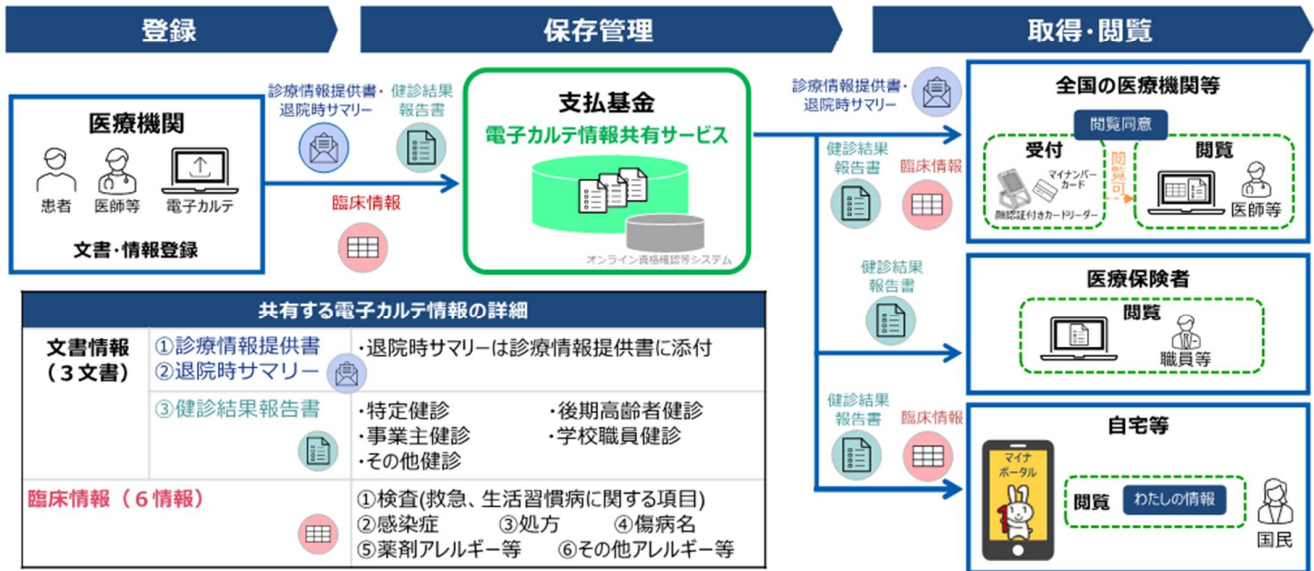 登録
保存管理
取得・閲覧
医療機関
患者
医師等
電子カルテ
文書・情報登録
診療情報提供書・
退院時サマリー
健診結果
報告書
臨床情報
支払基金
電子カルテ情報共有サービス
オンライン資格確認等システム
診療情報提供書・
退院時サマリー
健診結果
報告書
臨床情報
全国の医療機関等
閲覧同意
受付
マイナンバー
カード
顔認証付きカードリーダー
閲覧可
閲覧
医師等
健診結果
報告書
医療保険者
閲覧
職員等
健診結果
報告書
臨床情報
自宅等
マイナ
ポータル
閲覧
わたしの情報
国民
共有する電子カルテ情報の詳細
文書情報
(3文書)
①診療情報提供書
②退院時サマリー
・退院時サマリーは診療情報提供書に添付
③健診結果報告書
・特定健診 ・後期高齢者健診
・事業主健診 ・学校職員健診
・その他健診
臨床情報(6情報)
①検査(救急、生活習慣病に関する項目)
②感染症 ③処方 ④傷病名
⑤薬剤アレルギー等 ⑥その他アレルギー等